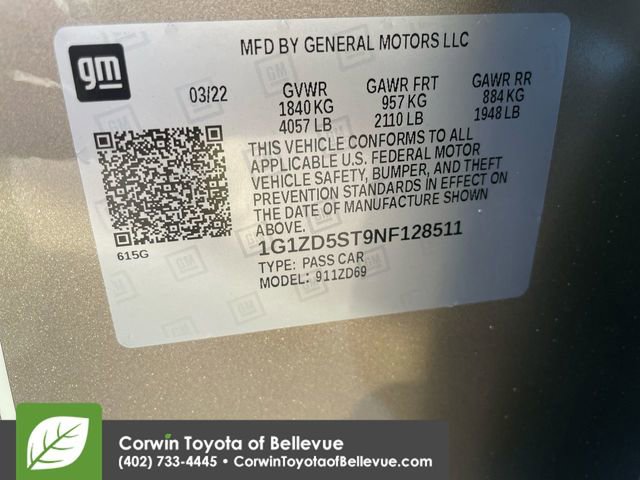 gm
MFD BY GENERAL MOTORS LLC
03/22
GVWR
1840 KG
4057 LB
GAWR FRT
957 KG
2110 LB
GAWR RR
884 KG
1948 LB
THIS VEHICLE CONFORMS TO ALL
APPLICABLE U.S. FEDERAL MOTOR
VEHICLE SAFETY, BUMPER, AND THEFT
PREVENTION STANDARDS IN EFFECT ON
THE DATE OF MANUFACTURE SHOWN
ABOVE.
1G1ZD5ST9NF128511
TYPE: PASS CAR
MODEL: 911ZD69
615G
Corwin Toyota of Bellevue
(402) 733-4445 • CorwinToyotaofBellevue.com